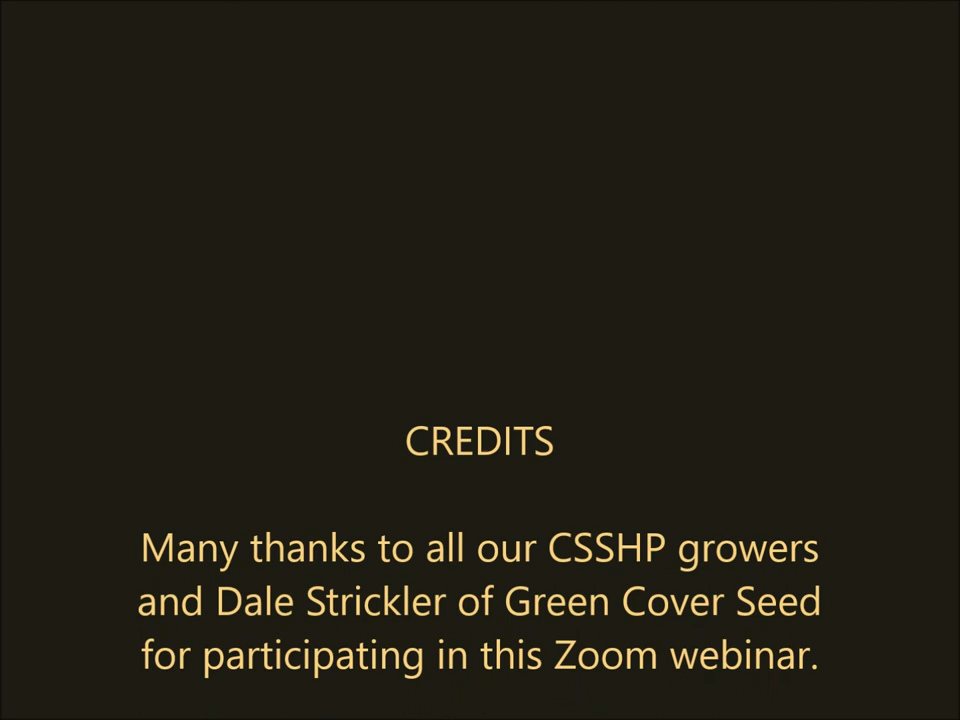 CREDITS
Many thanks to all our CSSHP growers
and Dale Strickler of Green Cover Seed
for participating in this Zoom webinar.